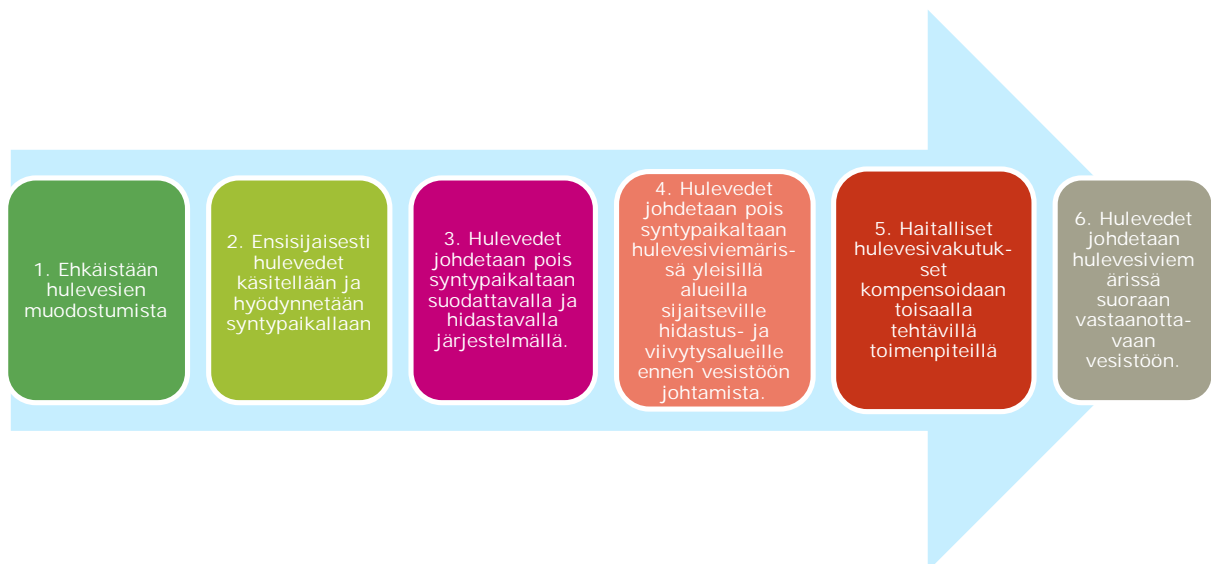 1. Ehkäistään
hulevesien
muodostumista
2. Ensisijaisesti
hulevedet
käsitellään ja
hyödynnetään
syntypaikallaan
3. Hulevedet
johdetaan pois
syntypaikaltaan
suodattavalla ja
hidastavalla
järjestelmällä.
4. Hulevedet
johdetaan pois
syntypaikaltaan
hulevesiviemäris-
sä yleisillä
alueilla
sijaitseville
hidastus- ja
viivytysalueille
ennen vesistöön
johtamista.
5. Haitalliset
hulevesivakutuk-
set
kompensoidaan
toisaalla
tehtävillä
toimenpiteillä
6. Hulevedet
johdetaan
hulevesiviem
ärissä
suoraan
vastaanotta-
vaan
vesistöön.